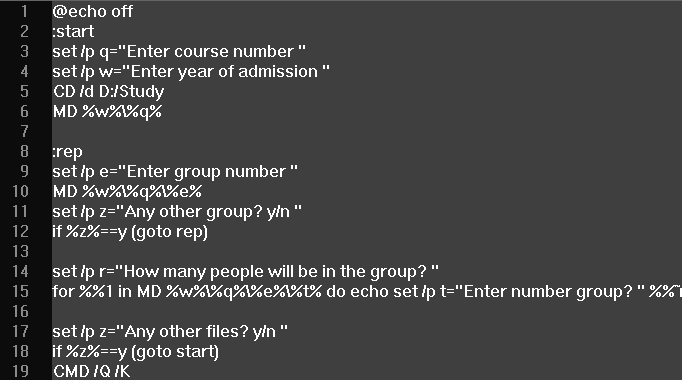 1 @echo off
2 :start
3 set /p q="Enter course number "
4 set /p w="Enter year of admission "
5 CD /d D:/Study
6 MD %w%\%q%
7
8 :rep
9 set /p e="Enter group number "
10 MD %w%\%q%\%e%
11 set /p z="Any other group? y/n "
12 if %z%==y (goto rep)
13
14 set /p r="How many people will be in the group? "
15 for %%1 in MD %w%\%q%\%e%\%t% do echo set /p t="Enter number group? "
16
17 set /p z="Any other files? y/n "
18 if %z%==y (goto start)
19 CMD /Q /K